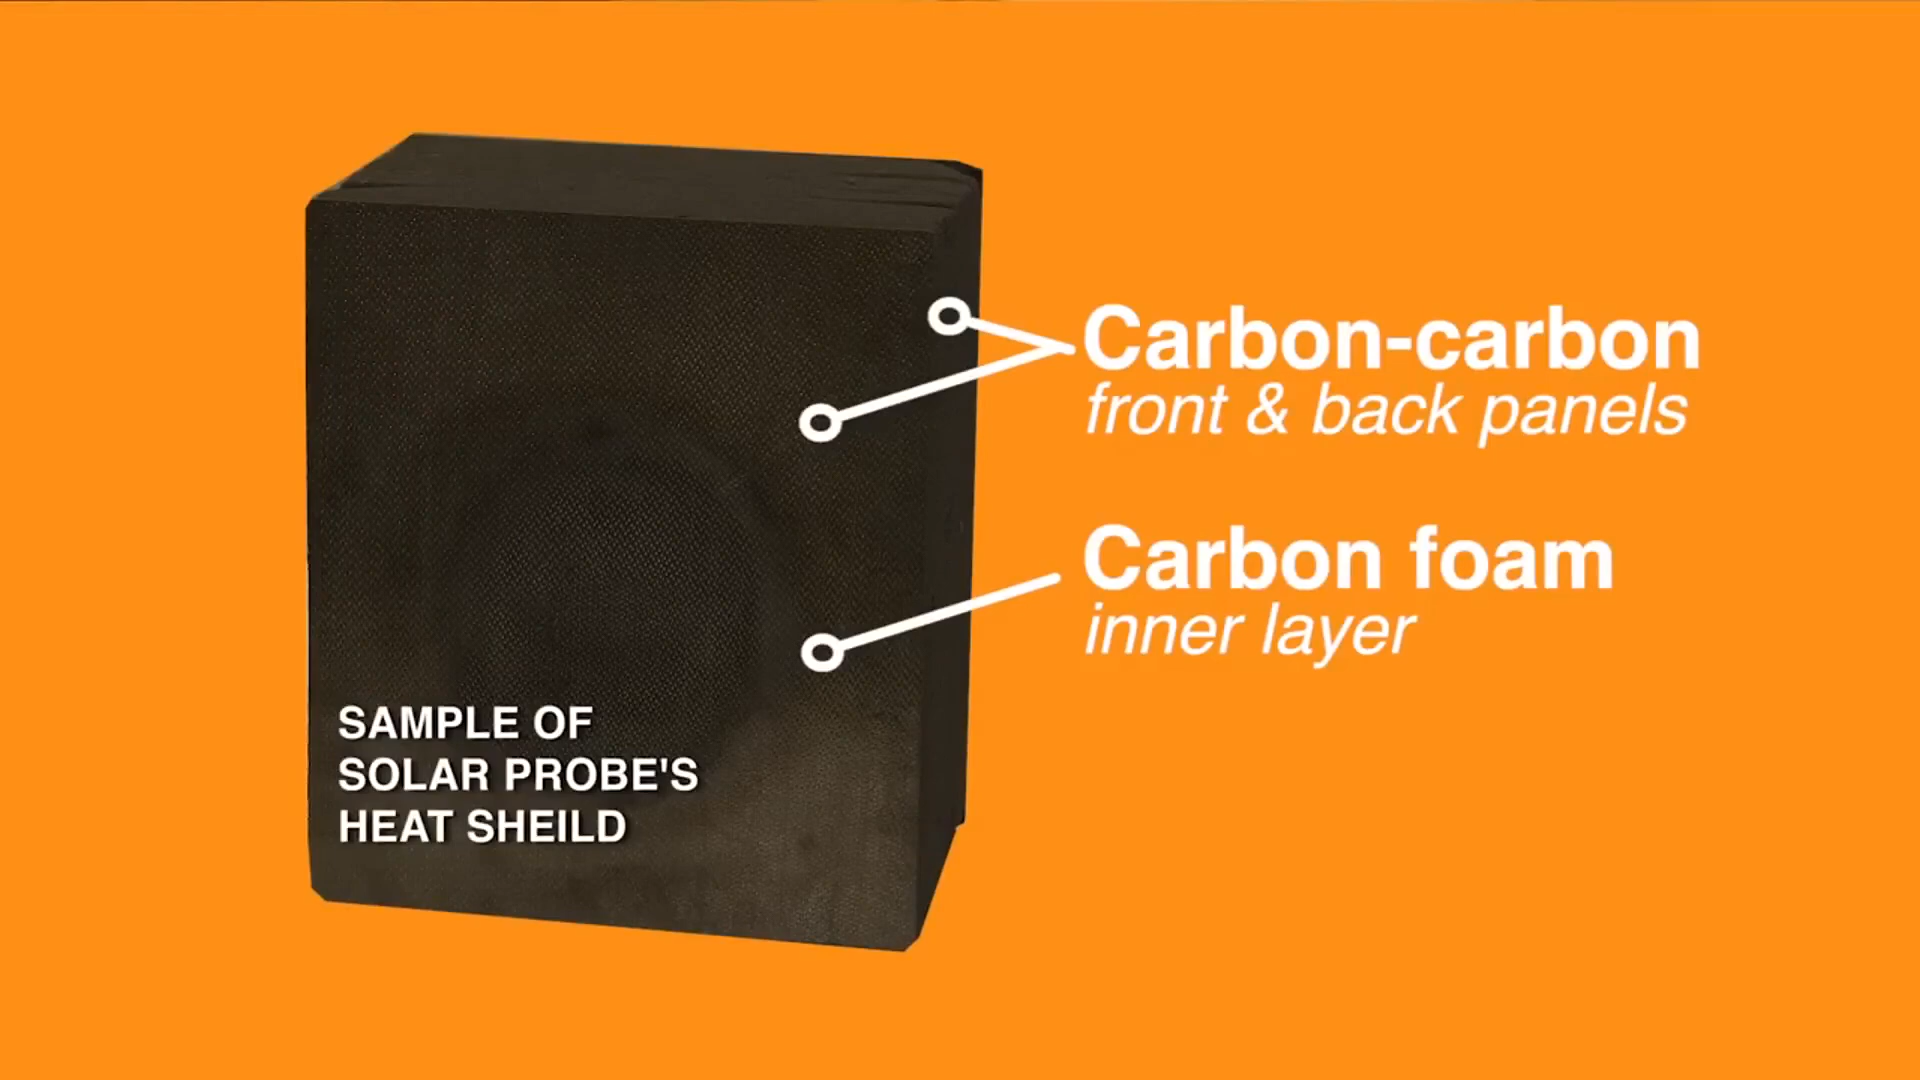 Carbon-carbon
front & back panels
Carbon foam
inner layer
SAMPLE OF
SOLAR PROBE'S
HEAT SHEILD